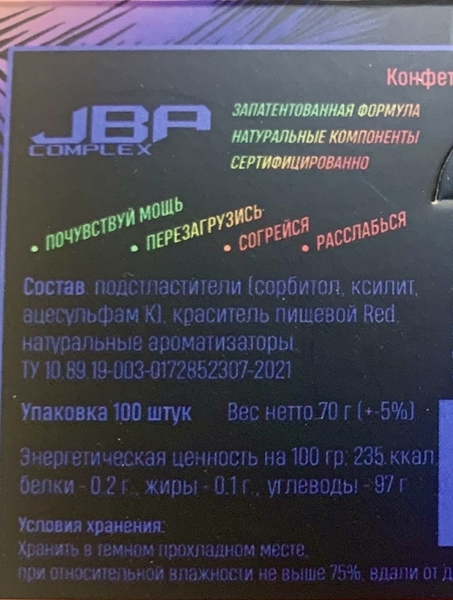 Конфет
JBA
COMPLEX
ЗАПАТЕНТОВАННАЯ ФОРМУЛА
НАТУРАЛЬНЫЕ КОМПОНЕНТЫ
СЕРТИФИЦИРОВАННО
• ПОЧУВСТВУЙ МОЩЬ
• ПЕРЕЗАГРУЗИСЬ
• СОГРЕЙСЯ
• РАССЛАБЬСЯ
Состав: подстластители (сорбитол, ксилит,
ацесульфам К), краситель пищевой Red,
натуральные ароматизаторы.
ТУ 10.89.19-003-0172852307-2021
Упаковка 100 штук Вес нетто 70 г (+-5%)
Энергетическая ценность на 100 гр: 235 ккал,
белки - 0.2 г., жиры - 0.1 г., углеводы - 97 г
Условия хранения:
Хранить в темном прохладном месте,
при относительной влажности не выше 75%, вдали от д